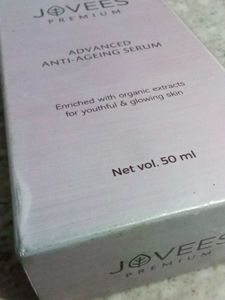 JOVEES
PREMIUM
ADVANCED
ANTI-AGEING SERUM
Enriched with organic extracts
for youthful & glowing skin
Net vol. 50 ml
JOVEES
PREMIUM